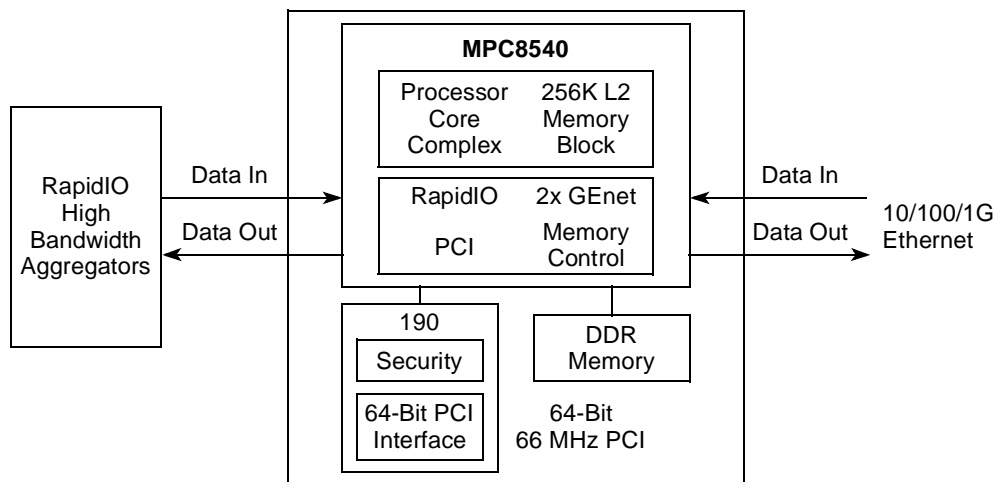 MPC8540
Processor Core Complex
256K L2 Memory Block
RapidIO High Bandwidth Aggregators
Data In
Data Out
RapidIO
2x GEnet
PCI
Memory Control
Data In
Data Out
10/100/1G Ethernet
190
Security
64-Bit PCI Interface
DDR Memory
64-Bit 66 MHz PCI